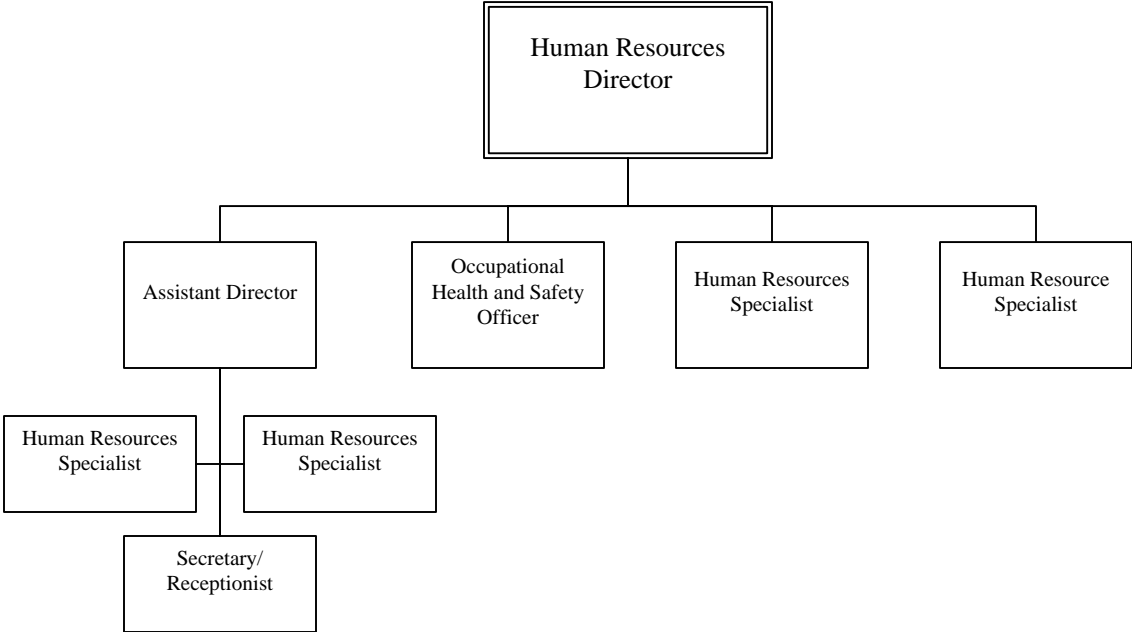 Human Resources
Director
Assistant Director
Occupational
Health and Safety
Officer
Human Resources
Specialist
Human Resource
Specialist
Human Resources
Specialist
Human Resources
Specialist
Secretary/
Receptionist